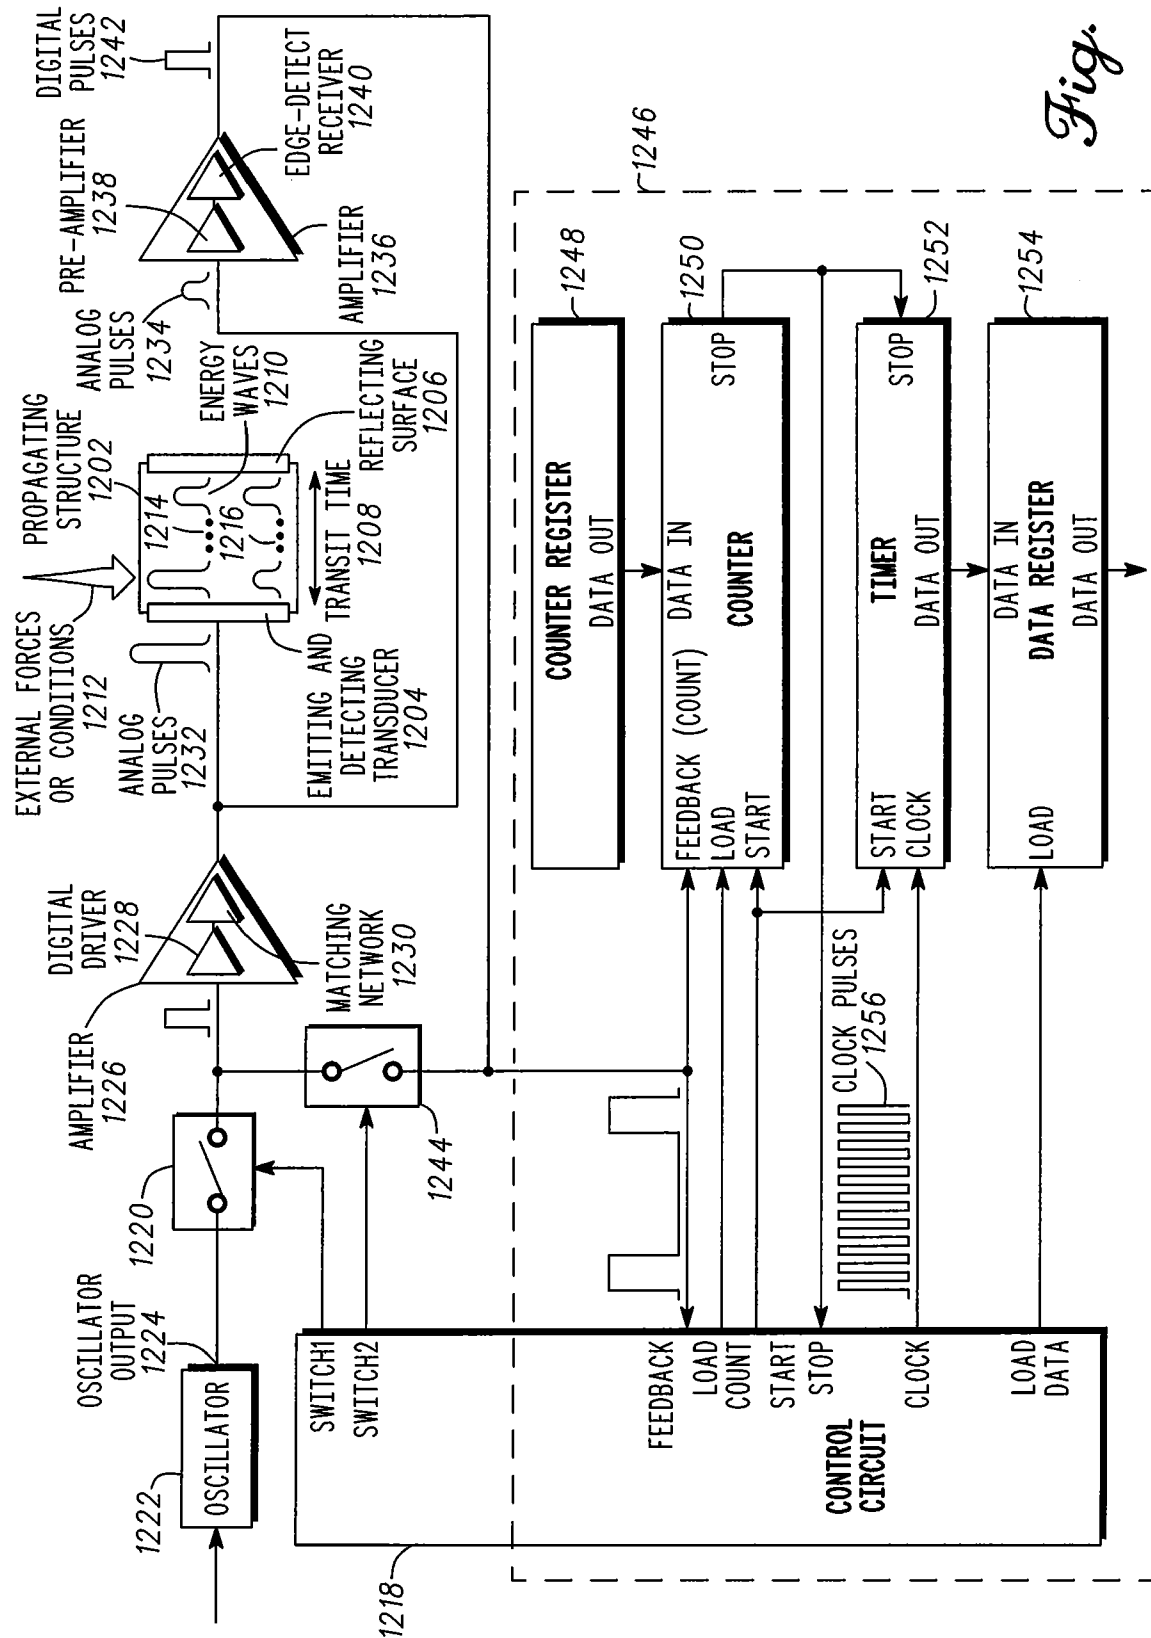 EXTERNAL FORCES
OR CONDITIONS
1212
PROPAGATING
STRUCTURE
1202
ANALOG
PULSES
1234
PRE-AMPLIFIER
1238
DIGITAL
PULSES
1242
OSCILLATOR
OUTPUT
1224
1222
OSCILLATOR
1220
AMPLIFIER
1226
DIGITAL
DRIVER
1228
ANALOG
PULSES
1232
1214
1216
ENERGY
WAVES
1210
EDGE-DETECT
RECEIVER
1240
MATCHING
NETWORK
1230
EMITTING AND
DETECTING
TRANSDUCER
1204
TRANSIT TIME
1208
REFLECTING
SURFACE
1206
AMPLIFIER
1236
1244
1218
SWITCH1
SWITCH2
FEEDBACK
LOAD
COUNT
START
STOP
CLOCK
LOAD
DATA
CONTROL
CIRCUIT
1246
COUNTER REGISTER
DATA OUT
1248
FEEDBACK (COUNT)
LOAD
START
DATA IN
COUNTER
STOP
1250
CLOCK PULSES
1256
START
CLOCK
TIMER
DATA OUT
STOP
1252
LOAD
DATA IN
DATA REGISTER
DATA OUT
1254
Fig.